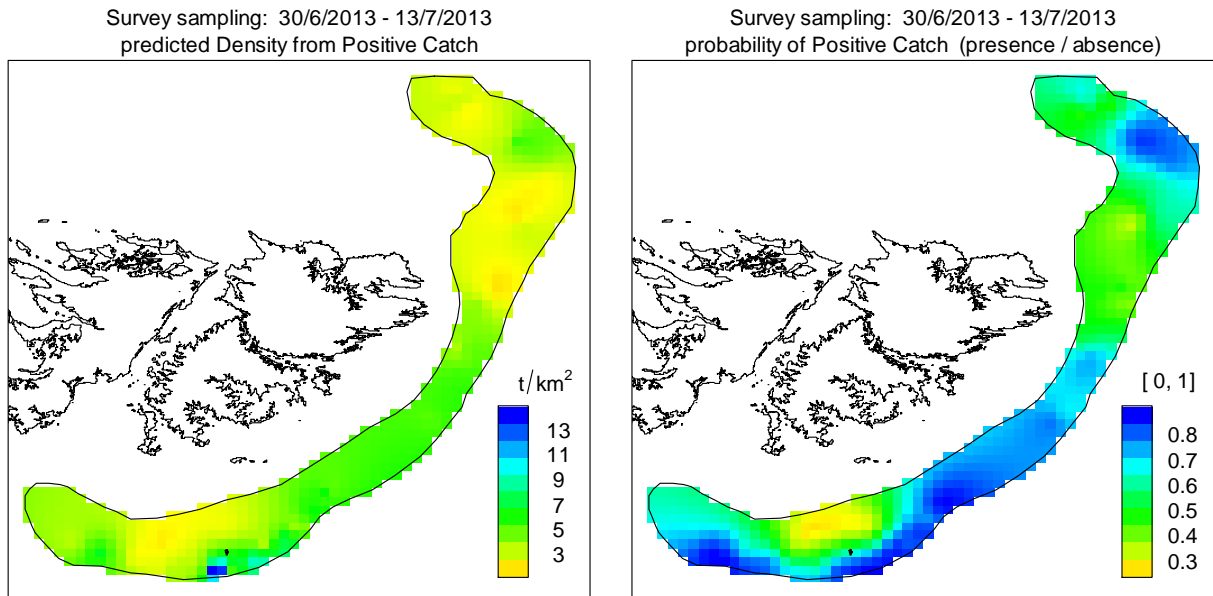 Survey sampling: 30/6/2013 - 13/7/2013
predicted Density from Positive Catch
t/km²
13
11
9
7
5
3
Survey sampling: 30/6/2013 - 13/7/2013
probability of Positive Catch (presence / absence)
[ 0, 1]
0.8
0.7
0.6
0.5
0.4
0.3